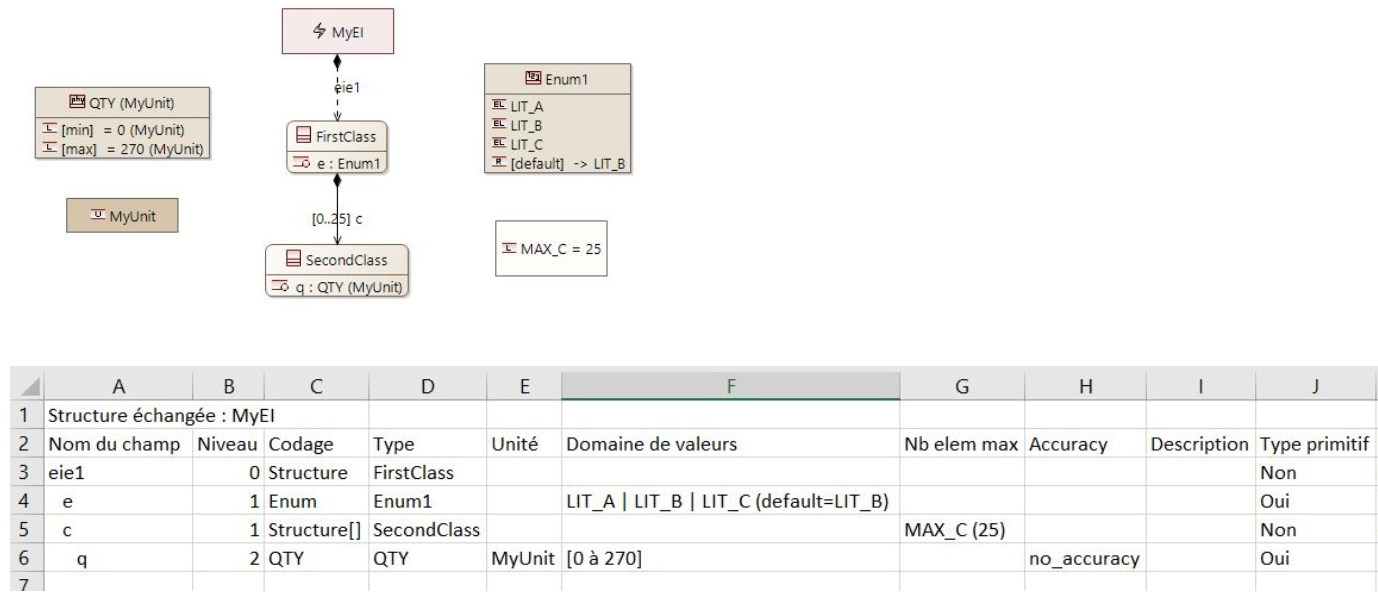 MyEI
eie1
QTY (MyUnit)
[min] = 0 (MyUnit)
[max] = 270 (MyUnit)
FirstClass
e : Enum1
Enum1
LIT_A
LIT_B
LIT_C
[default] -> LIT_B
MyUnit
[0..25] c
SecondClass
q : QTY (MyUnit)
MAX_C = 25
A B C D E F G H I J
1 Structure échangée : MyEI
2 Nom du champ Niveau Codage Type Unité Domaine de valeurs Nb elem max Accuracy Description Type primitif
3 eie1 0 Structure FirstClass Non
4 e 1 Enum Enum1 LIT_A | LIT_B | LIT_C (default=LIT_B) Oui
5 c 1 Structure[] SecondClass MAX_C (25) Non
6 q 2 QTY QTY MyUnit [0 à 270] no_accuracy Oui
7